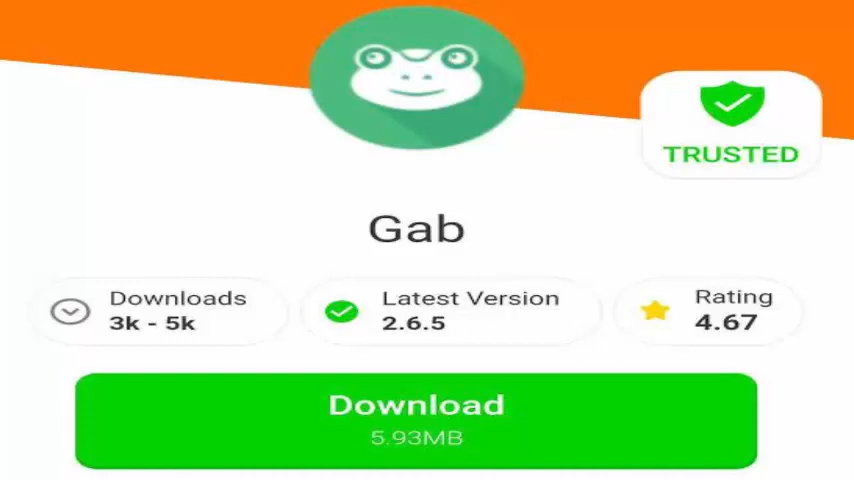 TRUSTED
Gab
Downloads
3k - 5k
Latest Version
2.6.5
Rating
4.67
Download
5.93MB